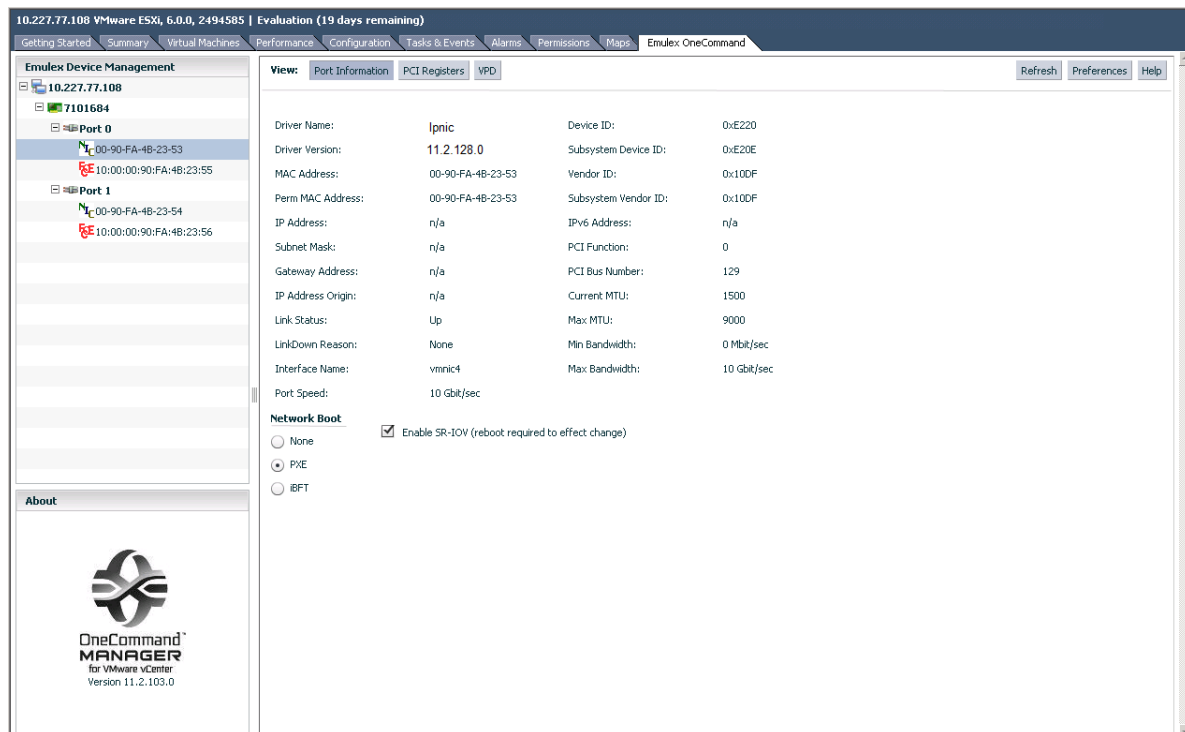 10.227.77.108 VMware ESXi, 6.0.0, 2494585 | Evaluation (19 days remaining)
Getting Started Summary Virtual Machines Performance Configuration Tasks & Events Alarms Permissions Maps Emulex OneCommand
Emulex Device Management
10.227.77.108
7101684
Port 0
NIC 00-90-FA-4B-23-53
FCoE 10:00:00:90:FA:4B:23:55
Port 1
NIC 00-90-FA-4B-23-54
FCoE 10:00:00:90:FA:4B:23:56
View: Port Information PCI Registers VPD Refresh Preferences Help
Driver Name: lpnic Device ID: 0xE220
Driver Version: 11.2.128.0 Subsystem Device ID: 0xE20E
MAC Address: 00-90-FA-4B-23-53 Vendor ID: 0x10DF
Perm MAC Address: 00-90-FA-4B-23-53 Subsystem Vendor ID: 0x10DF
IP Address: n/a IPv6 Address: n/a
Subnet Mask: n/a PCI Function: 0
Gateway Address: n/a PCI Bus Number: 129
IP Address Origin: n/a Current MTU: 1500
Link Status: Up Max MTU: 9000
LinkDown Reason: None Min Bandwidth: 0 Mbit/sec
Interface Name: vmnic4 Max Bandwidth: 10 Gbit/sec
Port Speed: 10 Gbit/sec
Network Boot
Enable SR-IOV (reboot required to effect change)
None
PXE
iBFT
About
OneCommand™
MANAGER
for VMware vCenter
Version 11.2.103.0